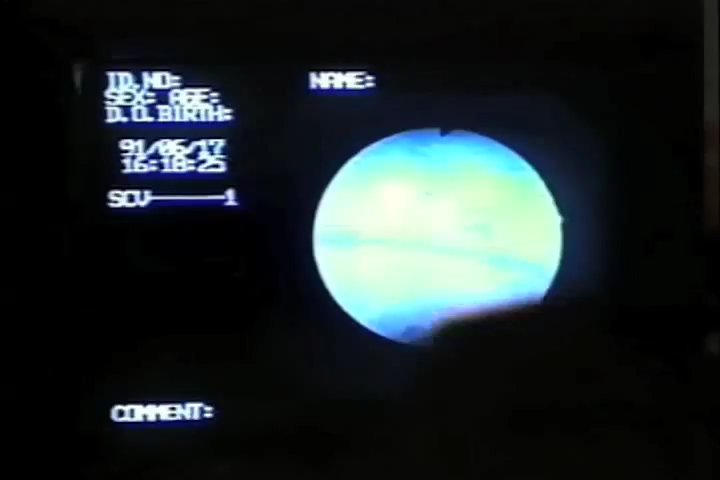 ID.NO:
NAME:
SEX: AGE:
D.O.BIRTH:
91/06/17
16:18:25
SCV------1
COMMENT: